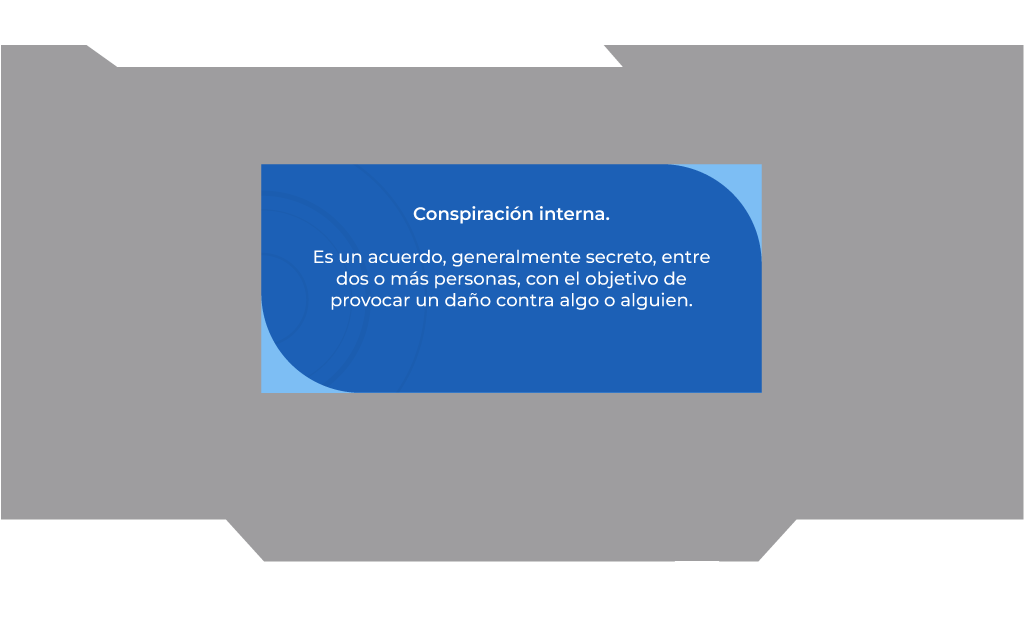 Conspiración interna.
Es un acuerdo, generalmente secreto, entre
dos o más personas, con el objetivo de
provocar un daño contra algo o alguien.